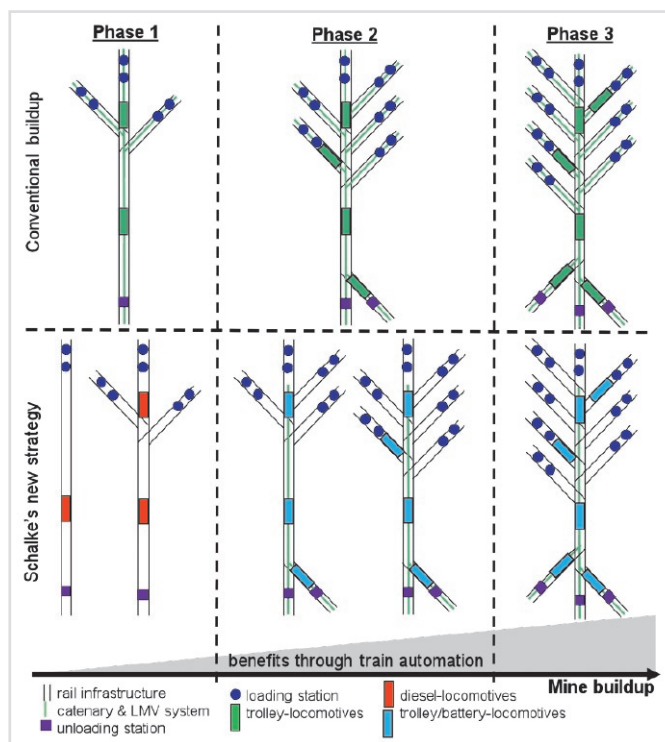 Phase 1
Phase 2
Phase 3
Conventional buildup
Schalke's new strategy
benefits through train automation
Mine buildup
rail infrastructure
catenary & LMV system
unloading station
loading station
trolley-locomotives
diesel-locomotives
trolley/battery-locomotives